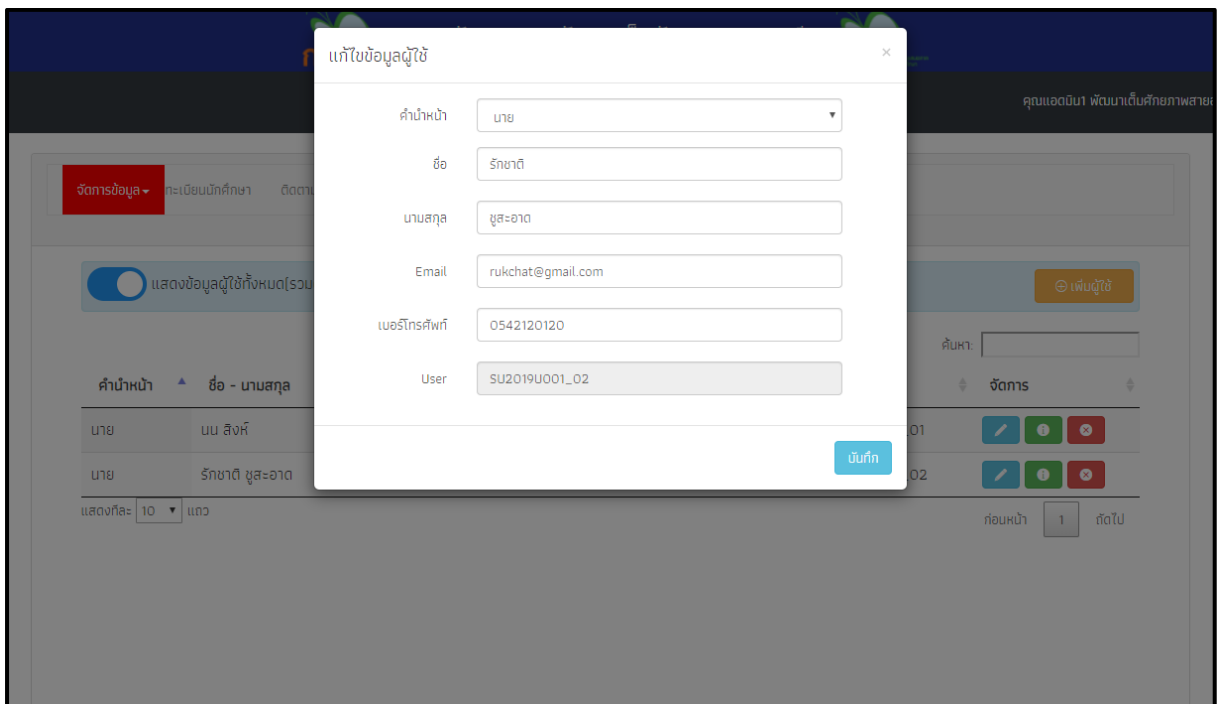 แก้ไขข้อมูลผู้ใช้ ×
คุณแอดมิน1 พัฒนาเต็มศักยภาพสาย
คำนำหน้า นาย
ชื่อ รักชาติ
จัดการข้อมูล ทะเบียนนักศึกษา
นามสกุล ชูสะอาด
Email rukchat@gmail.com
แสดงข้อมูลผู้ใช้ทั้งหมด(รวม เพิ่มผู้ใช้
เบอร์โทรศัพท์ 0542120120
ค้นหา:
User SU2019U001_02
คำนำหน้า ชื่อ - นามสกุล จัดการ
นาย นน สิงห์ _01
บันทึก
นาย รักชาติ ชูสะอาด _02
แสดงทีละ 10 แถว
ก่อนหน้า 1 ถัดไป